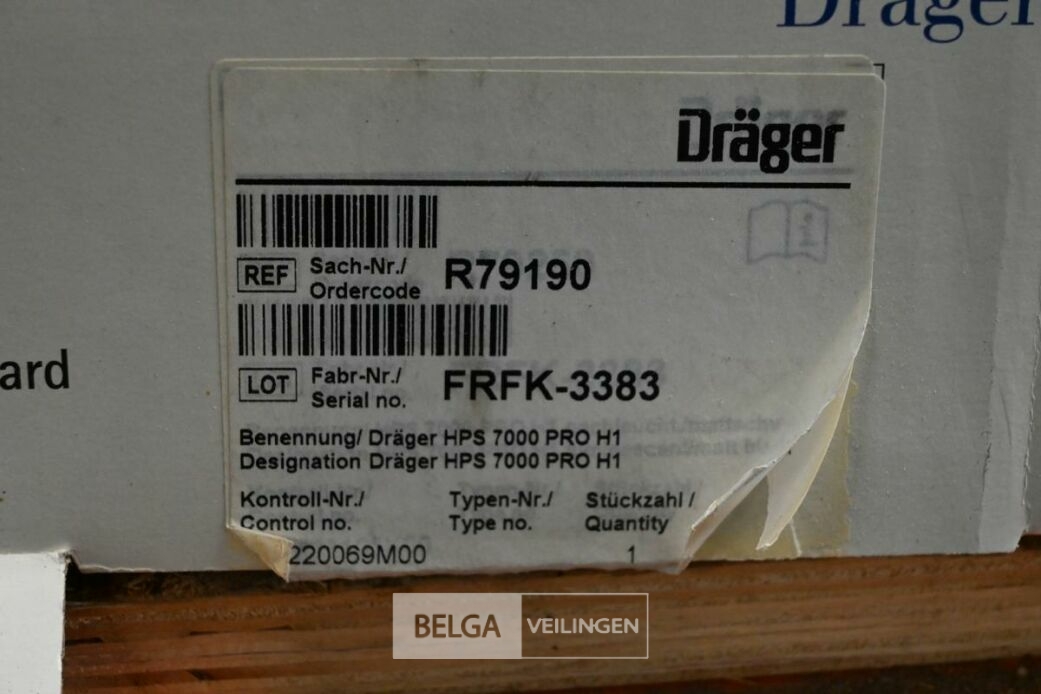 Dräger
Dräger
REF Sach-Nr./ R79190
Ordercode
ard
LOT Fabr-Nr./ FRFK-3383
Serial no.
Benennung/ Dräger HPS 7000 PRO H1
Designation Dräger HPS 7000 PRO H1
Kontroll-Nr./ Typen-Nr./ Stückzahl /
Control no. Type no. Quantity
220069M00 1
BELGA VEILINGEN